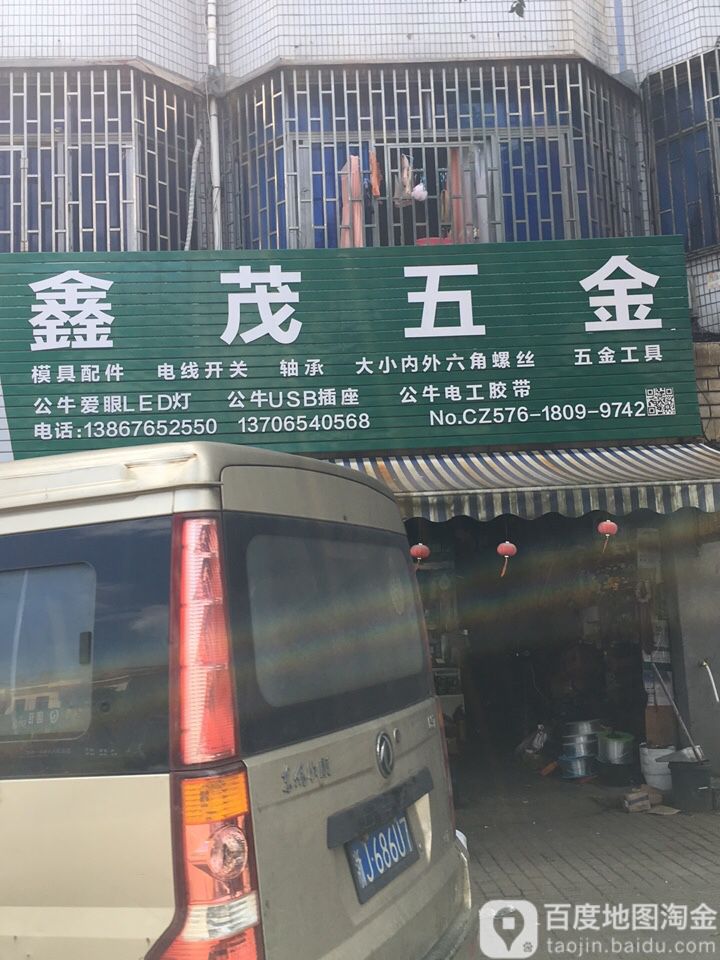 鑫茂五金
模具配件 电线开关 轴承 大小内外六角螺丝 五金工具
公牛爱眼LED灯 公牛USB插座 公牛电工胶带
电话:13867652550 13706540568 No.CZ576-1809-9742
浙J·686U7
百度地图淘金
taojin.baidu.com